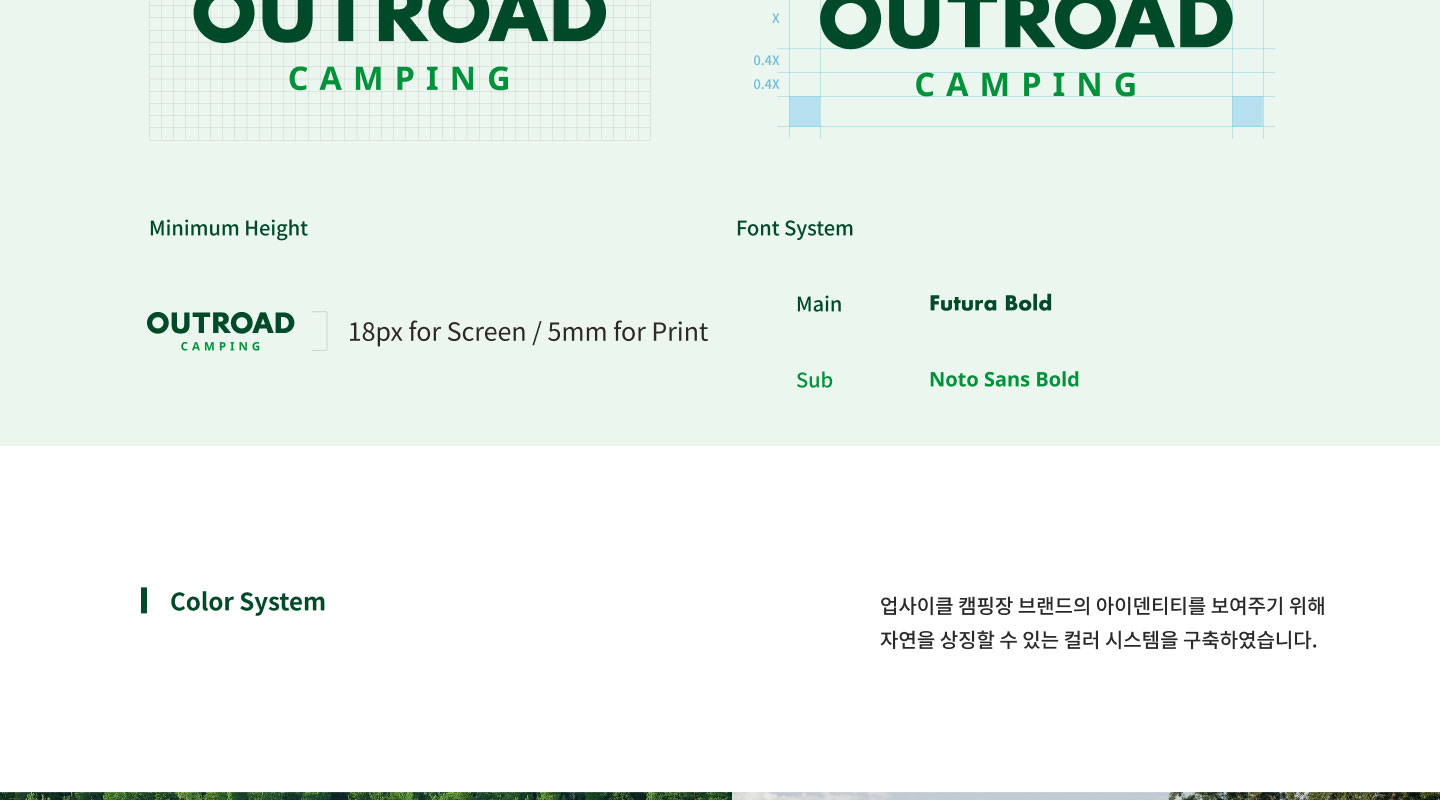 OUTROAD
CAMPING
X
OUTROAD
0.4X
0.4X
CAMPING
Minimum Height
OUTROAD
CAMPING
18px for Screen / 5mm for Print
Font System
Main Futura Bold
Sub Noto Sans Bold
Color System
업사이클 캠핑장 브랜드의 아이덴티티를 보여주기 위해
자연을 상징할 수 있는 컬러 시스템을 구축하였습니다.